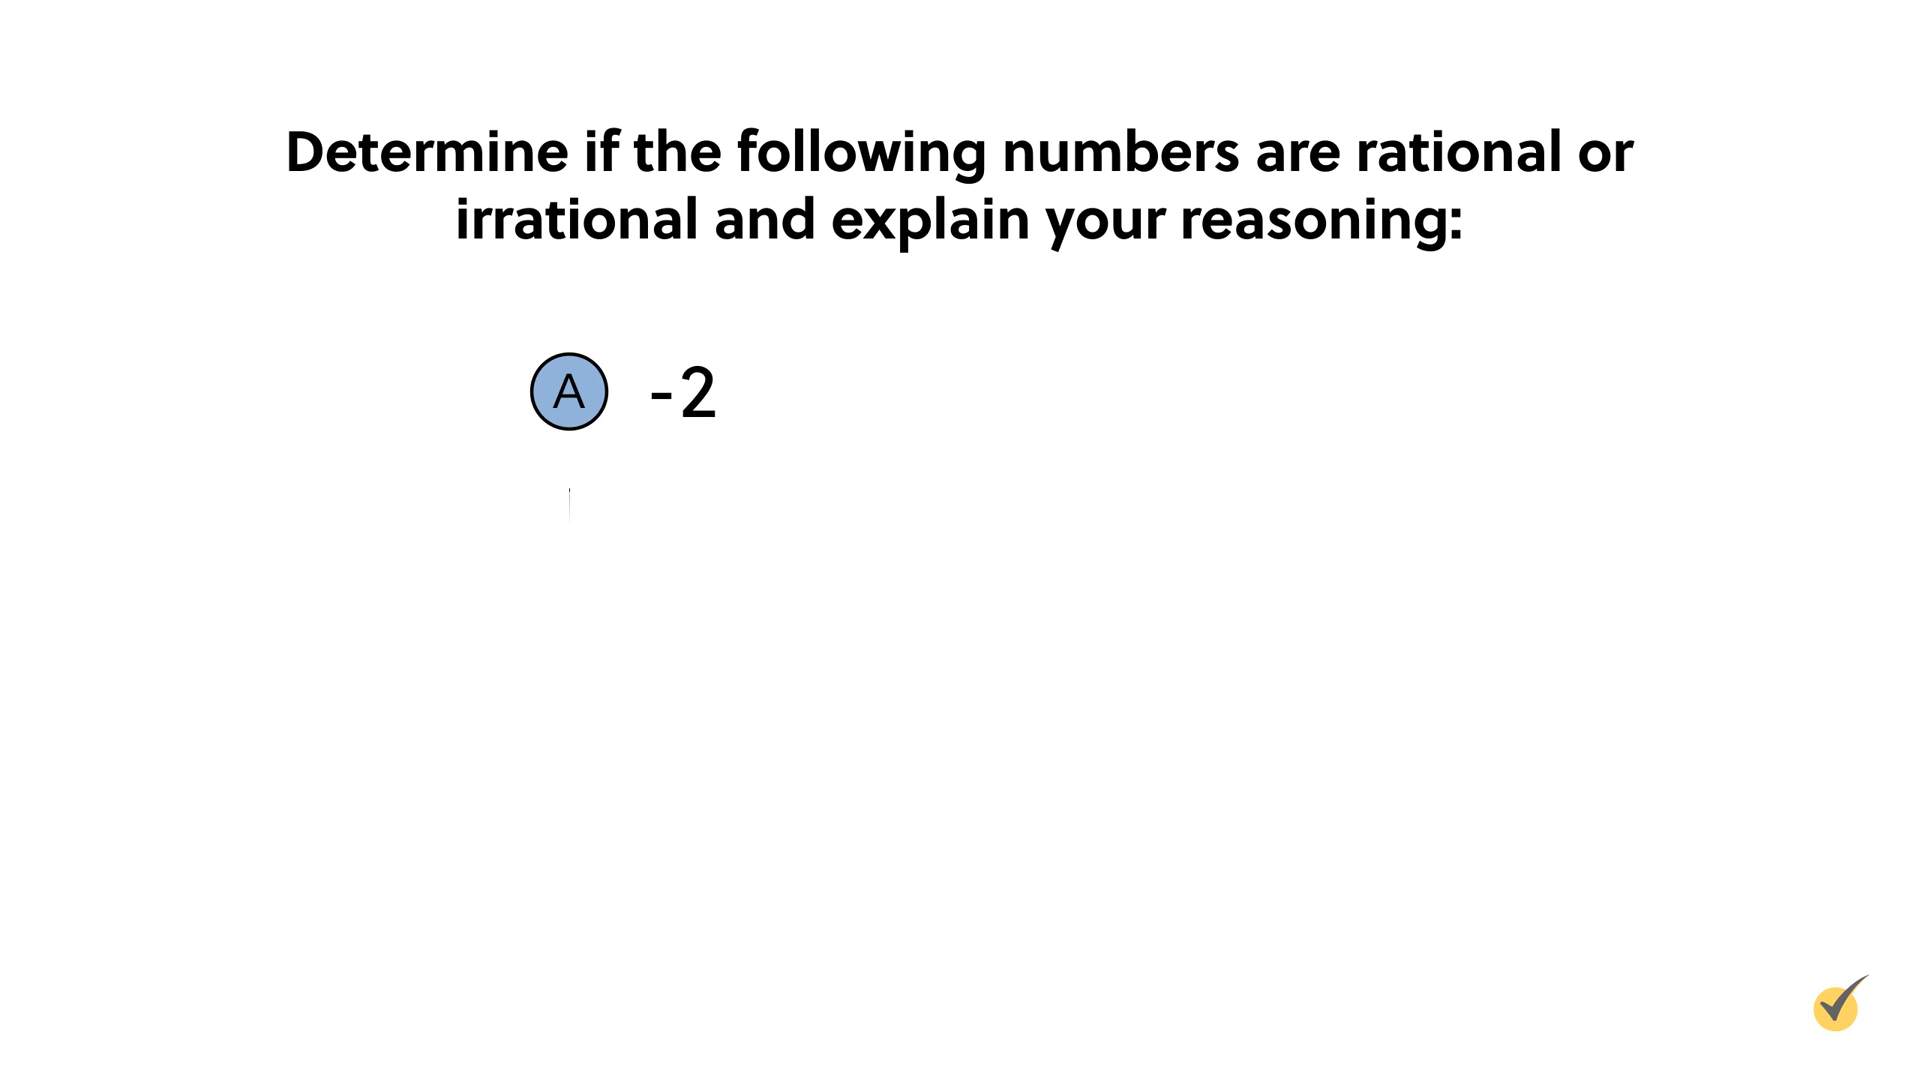 Determine if the following numbers are rational or
irrational and explain your reasoning:
A -2